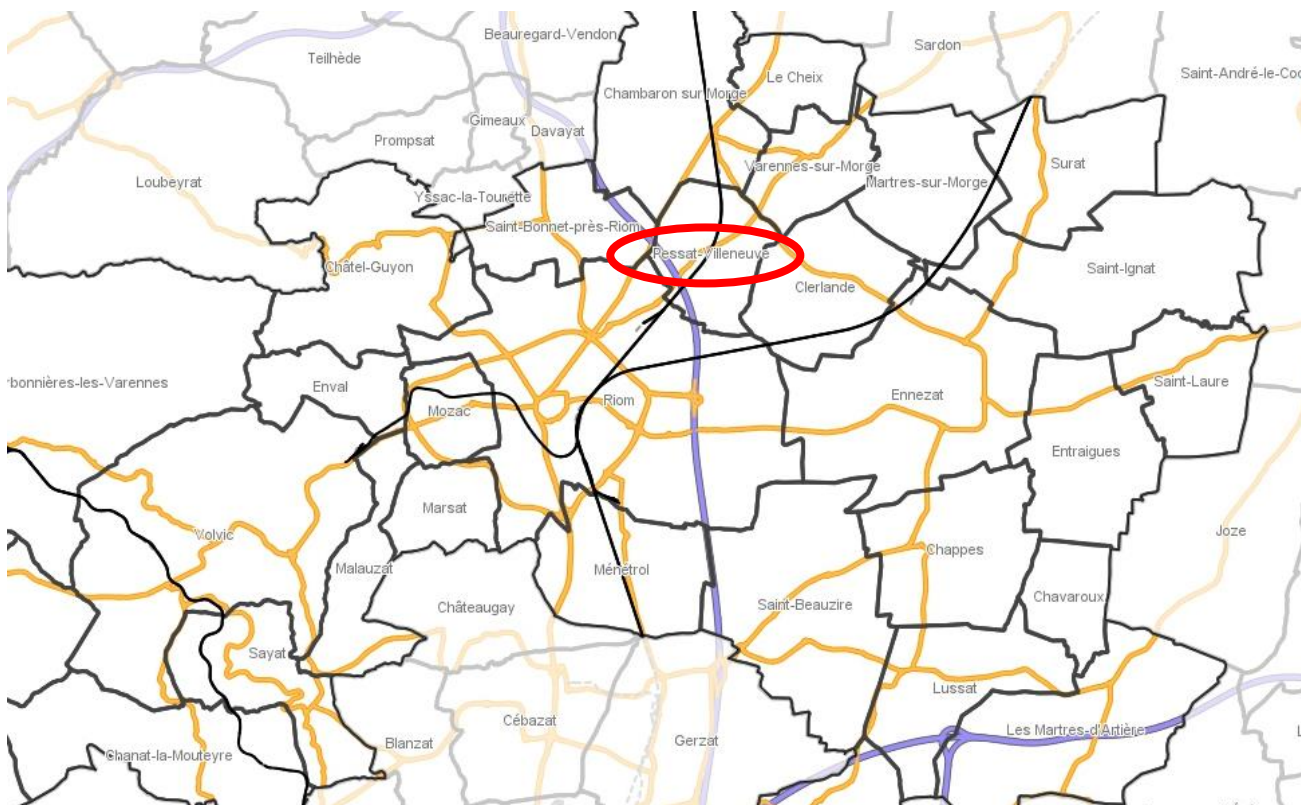 Beauregard-Vendon
Sardon
Teilhède
Saint-André-le-Co
Le Cheix
Chambaron sur Morge
Gimeaux
Davayat
Prompsat
Varennes-sur-Morge
Surat
Loubeyrat
Martres-sur-Morge
Yssac-la-Tourette
Saint-Bonnet-près-Riom
Pessat-Villeneuve
Châtel-Guyon
Saint-Ignat
Clerlande
rbonnières-les-Varennes
Enval
Saint-Laure
Ennezat
Riom
Mozac
Entraigues
Marsat
Joze
Volvic
Chappes
Malauzat
Ménétrol
Chavaroux
Saint-Beauzire
Châteaugay
Sayat
Lussat
Cébazat
Les Martres-d'Artière
Blanzat
Gerzat
Chanat-la-Mouteyre